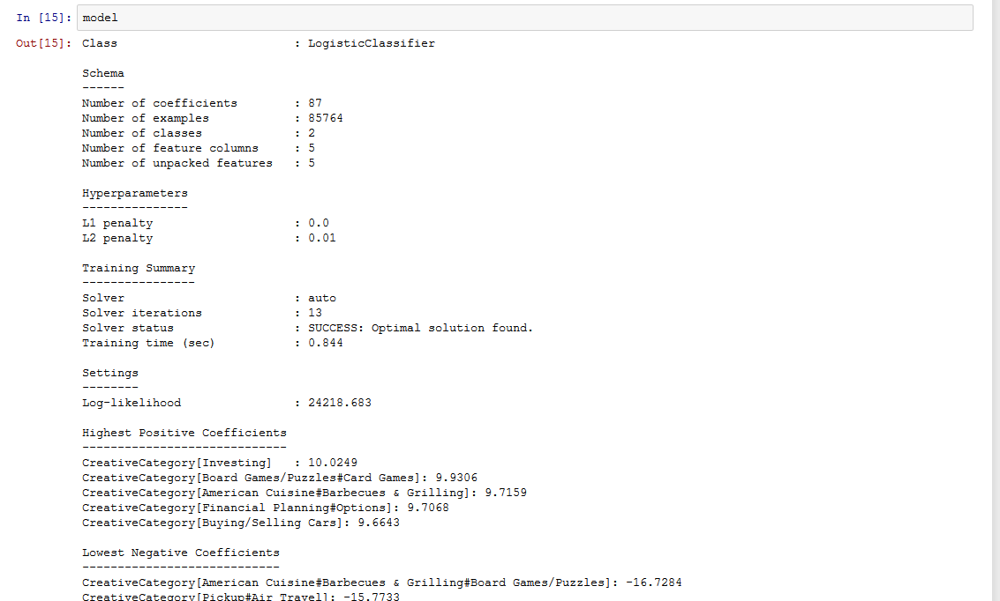 In [15]: model
Out[15]: Class : LogisticClassifier
Schema
------
Number of coefficients : 87
Number of examples : 85764
Number of classes : 2
Number of feature columns : 5
Number of unpacked features : 5
Hyperparameters
---------------
L1 penalty : 0.0
L2 penalty : 0.01
Training Summary
----------------
Solver : auto
Solver iterations : 13
Solver status : SUCCESS: Optimal solution found.
Training time (sec) : 0.844
Settings
--------
Log-likelihood : 24218.683
Highest Positive Coefficients
-----------------------------
CreativeCategory[Investing] : 10.0249
CreativeCategory[Board Games/Puzzles#Card Games]: 9.9306
CreativeCategory[American Cuisine#Barbecues & Grilling]: 9.7159
CreativeCategory[Financial Planning#Options]: 9.7068
CreativeCategory[Buying/Selling Cars]: 9.6643
Lowest Negative Coefficients
----------------------------
CreativeCategory[American Cuisine#Barbecues & Grilling#Board Games/Puzzles]: -16.7284
CreativeCategory[Pickup#Air Travel]: -15.7733